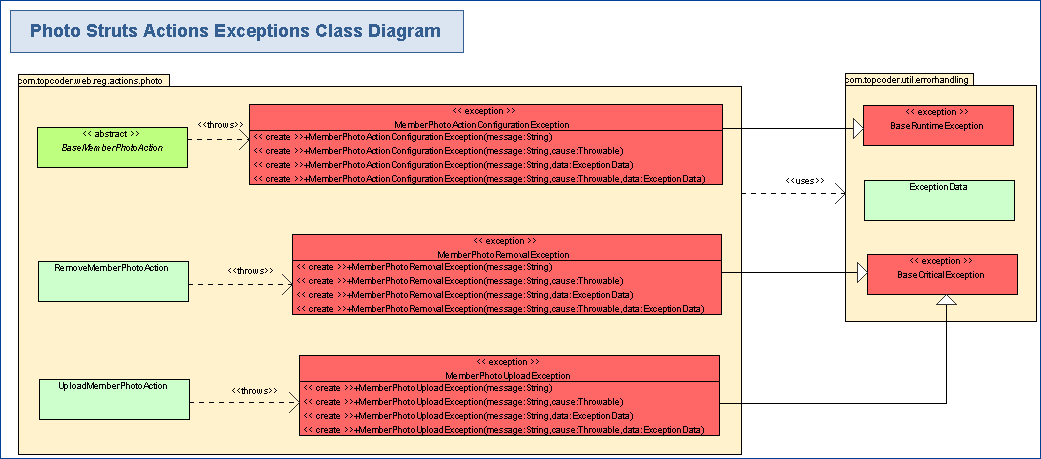 Photo Struts Actions Exceptions Class Diagram
com.topcoder.web.reg.actions.photo
com.topcoder.util.errorhandling
<< abstract >>
BaseMemberPhotoAction
<<throws>>
<< exception >>
MemberPhotoActionConfigurationException
<< create >>+MemberPhotoActionConfigurationException(message:String)
<< create >>+MemberPhotoActionConfigurationException(message:String,cause:Throwable)
<< create >>+MemberPhotoActionConfigurationException(message:String,data:ExceptionData)
<< create >>+MemberPhotoActionConfigurationException(message:String,cause:Throwable,data:ExceptionData)
<< exception >>
BaseRuntimeException
<<uses>>
ExceptionData
RemoveMemberPhotoAction
<<throws>>
<< exception >>
MemberPhotoRemovalException
<< create >>+MemberPhotoRemovalException(message:String)
<< create >>+MemberPhotoRemovalException(message:String,cause:Throwable)
<< create >>+MemberPhotoRemovalException(message:String,data:ExceptionData)
<< create >>+MemberPhotoRemovalException(message:String,cause:Throwable,data:ExceptionData)
<< exception >>
BaseCriticalException
UploadMemberPhotoAction
<<throws>>
<< exception >>
MemberPhotoUploadException
<< create >>+MemberPhotoUploadException(message:String)
<< create >>+MemberPhotoUploadException(message:String,cause:Throwable)
<< create >>+MemberPhotoUploadException(message:String,data:ExceptionData)
<< create >>+MemberPhotoUploadException(message:String,cause:Throwable,data:ExceptionData)